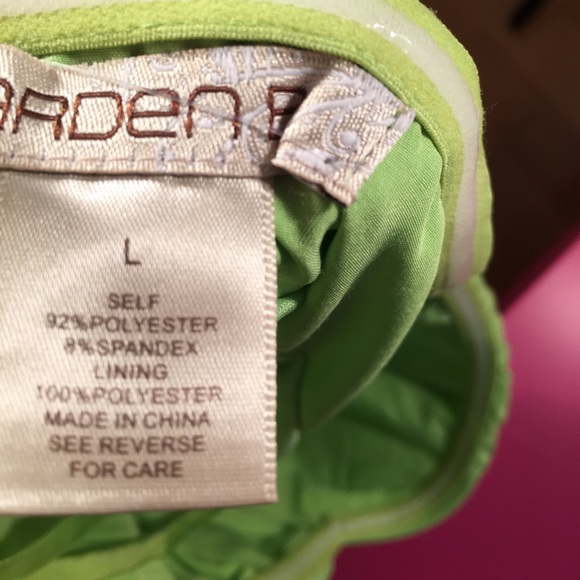 ARDEN B
L
SELF
92%POLYESTER
8%SPANDEX
LINING
100%POLYESTER
MADE IN CHINA
SEE REVERSE
FOR CARE